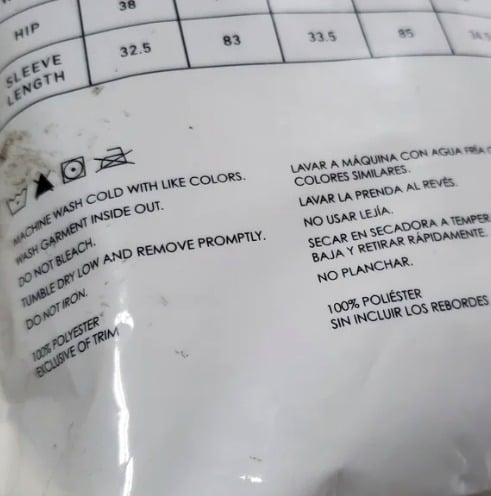 38
HIP
32.5 83 33.5 85
SLEEVE
LENGTH
MACHINE WASH COLD WITH LIKE COLORS.
WASH GARMENT INSIDE OUT.
DO NOT BLEACH.
TUMBLE DRY LOW AND REMOVE PROMPTLY.
DO NOT IRON.
100% POLYESTER
EXCLUSIVE OF TRIM
LAVAR A MÁQUINA CON AGUA FRÍA
COLORES SIMILARES.
LAVAR LA PRENDA AL REVÉS.
NO USAR LEJÍA.
SECAR EN SECADORA A TEMPER
BAJA Y RETIRAR RÁPIDAMENTE.
NO PLANCHAR.
100% POLIÉSTER
SIN INCLUIR LOS REBORDES